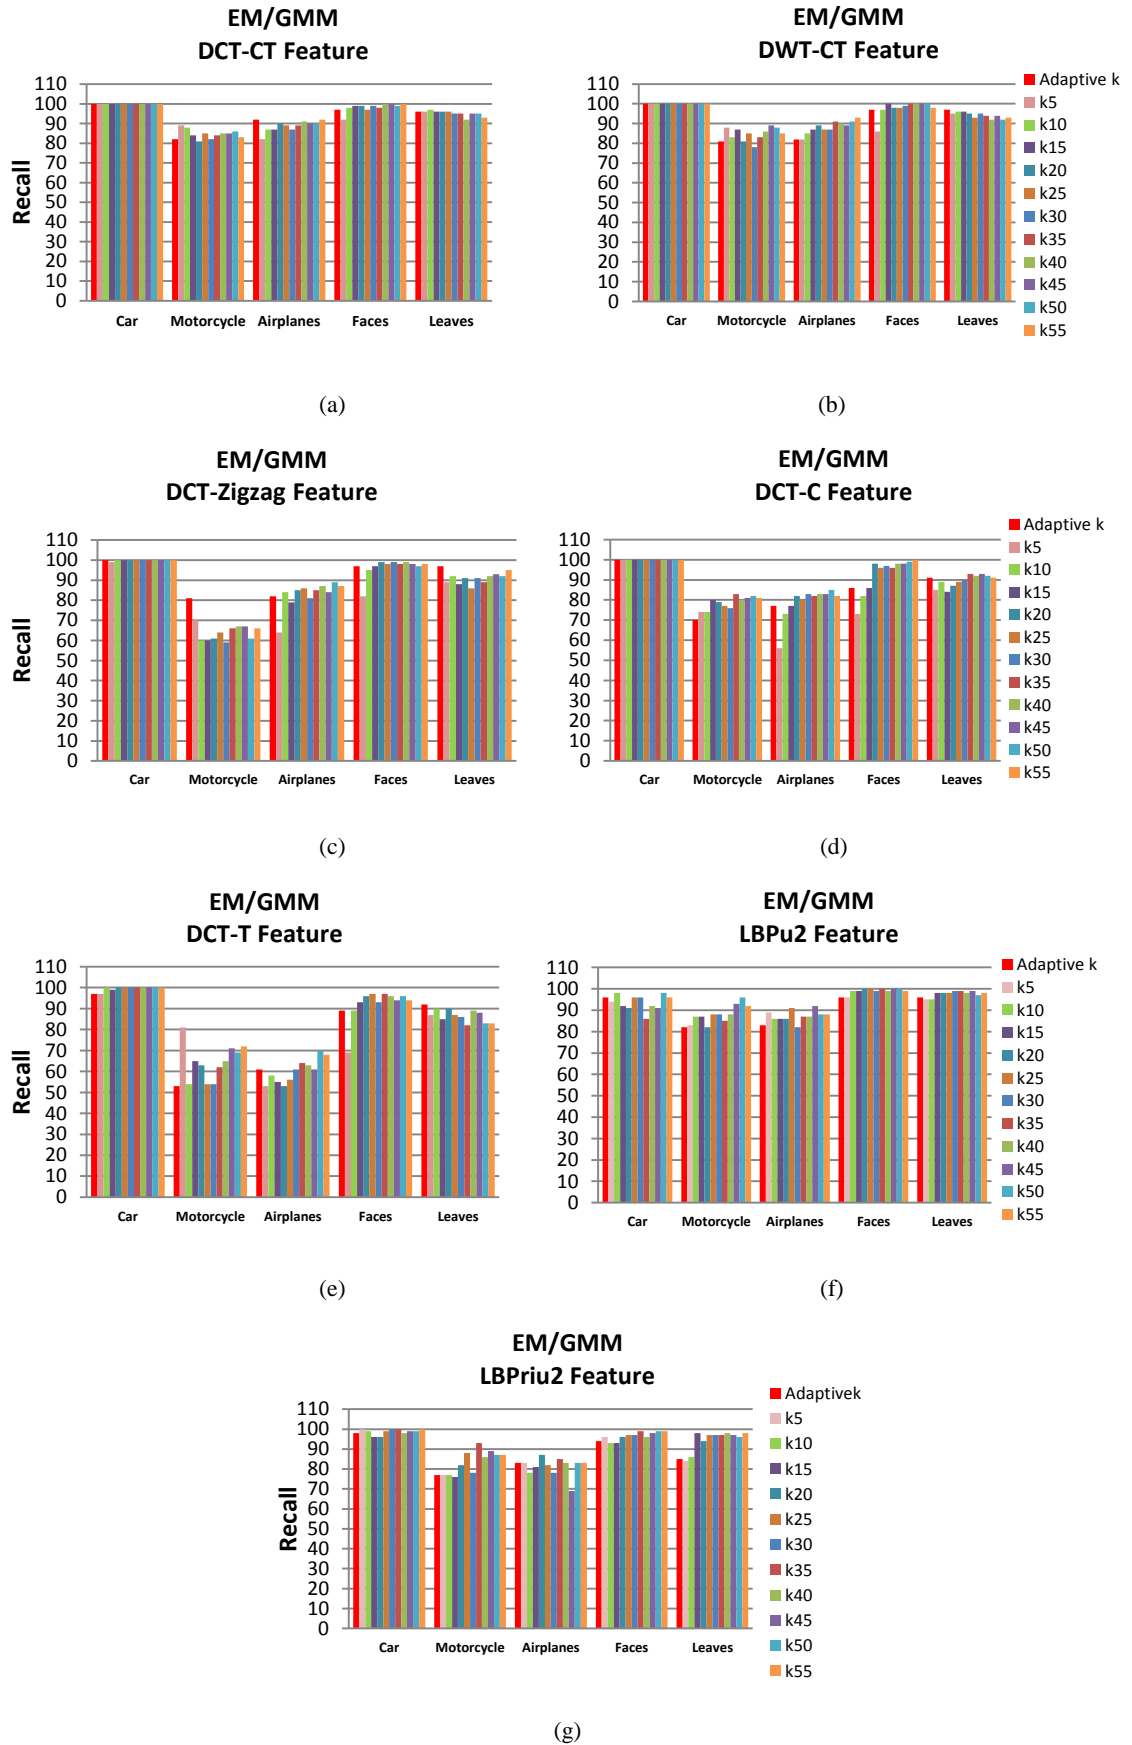 EM/GMM
DCT-CT Feature
Recall
110
100
90
80
70
60
50
40
30
20
10
0
Car Motorcycle Airplanes Faces Leaves
(a)
EM/GMM
DWT-CT Feature
110
100
90
80
70
60
50
40
30
20
10
0
Car Motorcycle Airplanes Faces Leaves
Adaptive k
k5
k10
k15
k20
k25
k30
k35
k40
k45
k50
k55
(b)
EM/GMM
DCT-Zigzag Feature
Recall
110
100
90
80
70
60
50
40
30
20
10
0
Car Motorcycle Airplanes Faces Leaves
(c)
EM/GMM
DCT-C Feature
110
100
90
80
70
60
50
40
30
20
10
0
Car Motorcycle Airplanes Faces Leaves
Adaptive k
k5
k10
k15
k20
k25
k30
k35
k40
k45
k50
k55
(d)
EM/GMM
DCT-T Feature
Recall
110
100
90
80
70
60
50
40
30
20
10
0
Car Motorcycle Airplanes Faces Leaves
(e)
EM/GMM
LBPu2 Feature
110
100
90
80
70
60
50
40
30
20
10
0
Car Motorcycle Airplanes Faces Leaves
Adaptive k
k5
k10
k15
k20
k25
k30
k35
k40
k45
k50
k55
(f)
EM/GMM
LBPriu2 Feature
Recall
110
100
90
80
70
60
50
40
30
20
10
0
Car Motorcycle Airplanes Faces Leaves
Adaptivek
k5
k10
k15
k20
k25
k30
k35
k40
k45
k50
k55
(g)